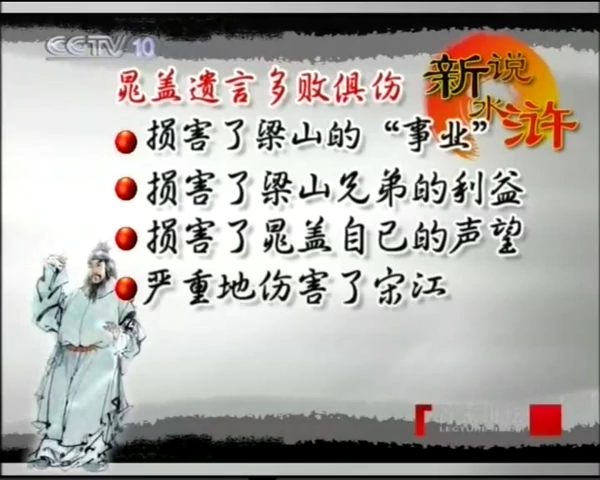 CCTV 10
新说水浒
晁盖遗言多败俱伤
损害了梁山的“事业”
损害了梁山兄弟的利益
损害了晁盖自己的声望
严重地伤害了宋江